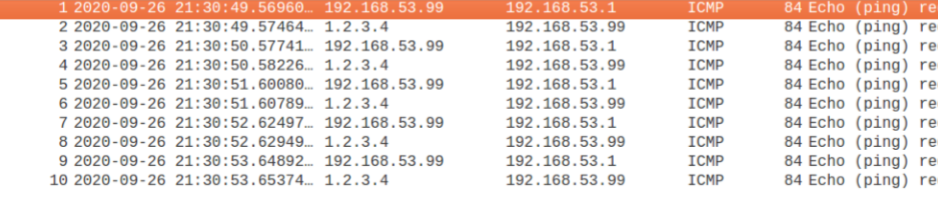 1 2020-09-26 21:30:49.56960… 192.168.53.99 192.168.53.1 ICMP 84 Echo (ping) re
2 2020-09-26 21:30:49.57464… 1.2.3.4 192.168.53.99 ICMP 84 Echo (ping) re
3 2020-09-26 21:30:50.57741… 192.168.53.99 192.168.53.1 ICMP 84 Echo (ping) re
4 2020-09-26 21:30:50.58226… 1.2.3.4 192.168.53.99 ICMP 84 Echo (ping) re
5 2020-09-26 21:30:51.60080… 192.168.53.99 192.168.53.1 ICMP 84 Echo (ping) re
6 2020-09-26 21:30:51.60789… 1.2.3.4 192.168.53.99 ICMP 84 Echo (ping) re
7 2020-09-26 21:30:52.62497… 192.168.53.99 192.168.53.1 ICMP 84 Echo (ping) re
8 2020-09-26 21:30:52.62949… 1.2.3.4 192.168.53.99 ICMP 84 Echo (ping) re
9 2020-09-26 21:30:53.64892… 192.168.53.99 192.168.53.1 ICMP 84 Echo (ping) re
10 2020-09-26 21:30:53.65374… 1.2.3.4 192.168.53.99 ICMP 84 Echo (ping) re